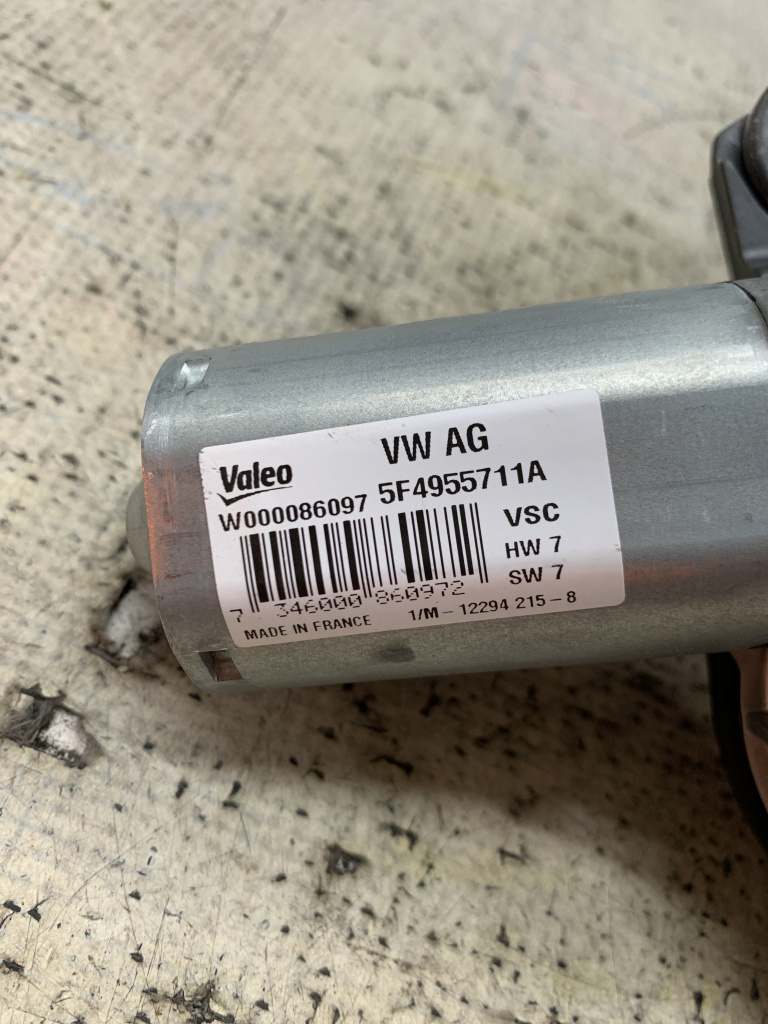 Valeo VW AG
W000086097 5F4955711A
VSC
HW 7
SW 7
7 346000 860972
MADE IN FRANCE 1/M - 12294 215 - 8